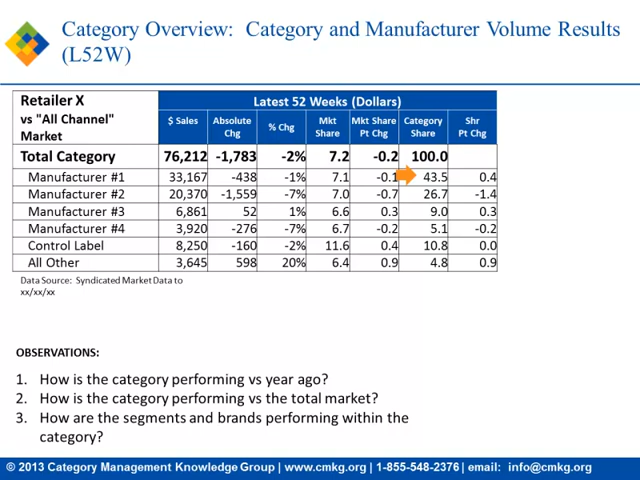 Category Overview: Category and Manufacturer Volume Results
(L52W)
Retailer X
vs "All Channel"
Market
Latest 52 Weeks (Dollars)
$ Sales Absolute Chg % Chg Mkt Share Mkt Share Pt Chg Category Share Shr Pt Chg
Total Category 76,212 -1,783 -2% 7.2 -0.2 100.0
Manufacturer #1 33,167 -438 -1% 7.1 -0.1 43.5 0.4
Manufacturer #2 20,370 -1,559 -7% 7.0 -0.7 26.7 -1.4
Manufacturer #3 6,861 52 1% 6.6 0.3 9.0 0.3
Manufacturer #4 3,920 -276 -7% 6.7 -0.2 5.1 -0.2
Control Label 8,250 -160 -2% 11.6 0.4 10.8 0.0
All Other 3,645 598 20% 6.4 0.9 4.8 0.9
Data Source: Syndicated Market Data to
xx/xx/xx
OBSERVATIONS:
1. How is the category performing vs year ago?
2. How is the category performing vs the total market?
3. How are the segments and brands performing within the
category?
© 2013 Category Management Knowledge Group | www.cmkg.org | 1-855-548-2376 | email: info@cmkg.org